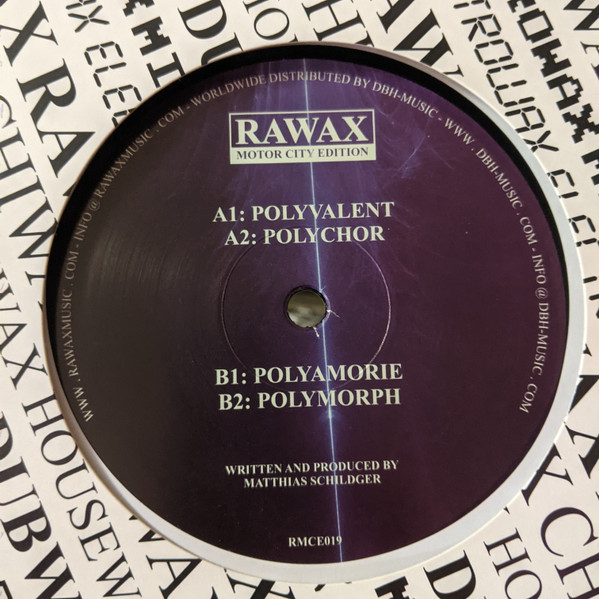 WWW . RAWAXMUSIC . COM - INFO @ RAWAXMUSIC . COM - WORLDWIDE DISTRIBUTED BY DBH-MUSIC - WWW . DBH-MUSIC . COM - INFO @ DBH-MUSIC . COM
RAWAX
MOTOR CITY EDITION
A1: POLYVALENT
A2: POLYCHOR
B1: POLYAMORIE
B2: POLYMORPH
WRITTEN AND PRODUCED BY
MATTHIAS SCHILDGER
RMCE019